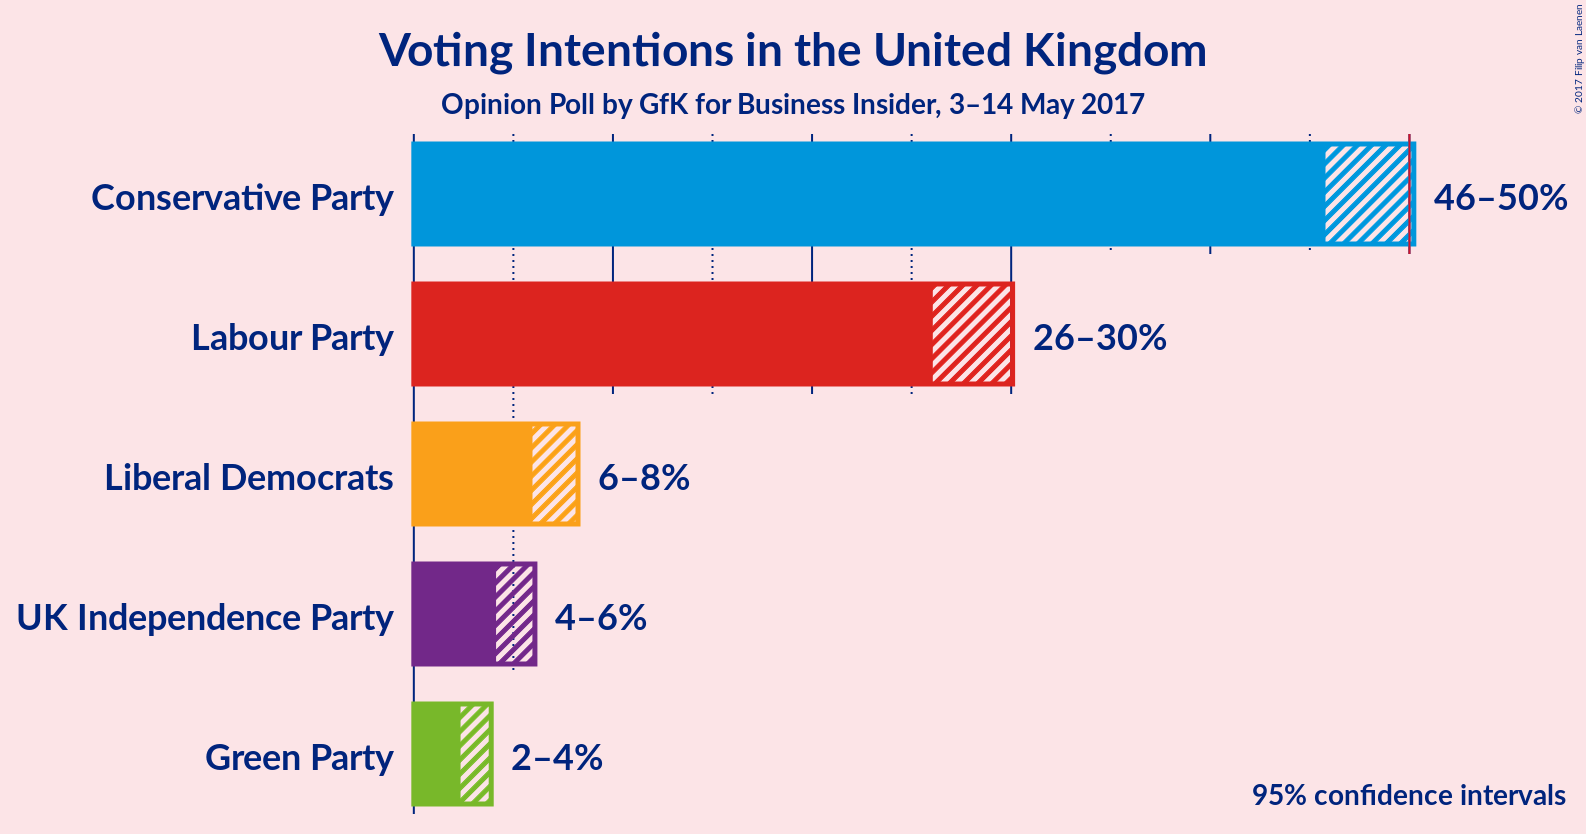 Voting Intentions in the United Kingdom
Opinion Poll by GfK for Business Insider, 3–14 May 2017
Conservative Party
46–50%
Labour Party
26–30%
Liberal Democrats
6–8%
UK Independence Party
4–6%
Green Party
2–4%
95% confidence intervals
© 2017 Filip van Laenen